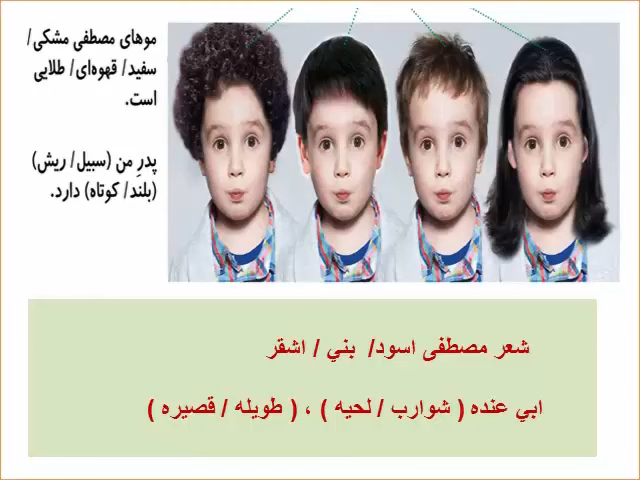 موهای مصطفی مشکی/
سفید/ قهوه‌ای/ طلایی
است.
پدرِ من (سبیل/ ریش)
(بلند/ کوتاه) دارد.
شعر مصطفى اسود/ بني / اشقر
ابي عنده ( شوارب / لحيه ) ، ( طويله / قصيره )